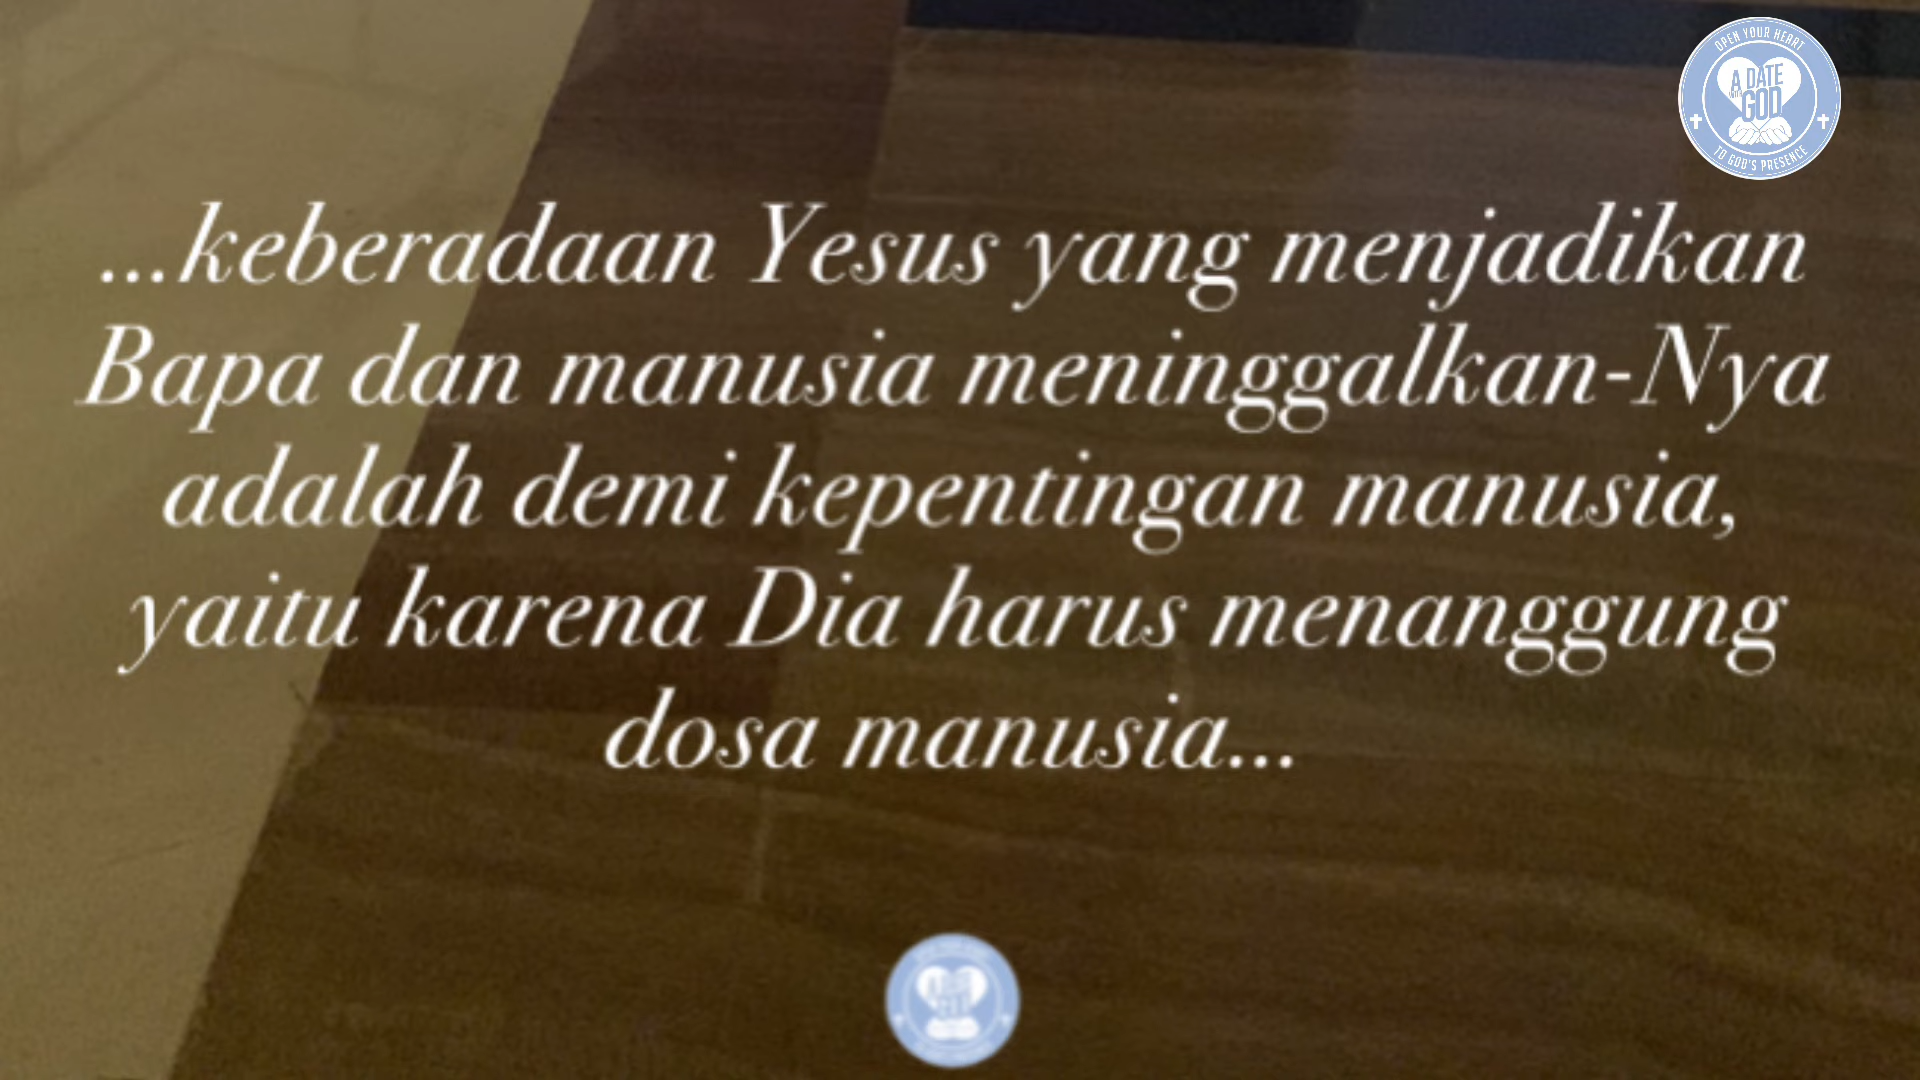 OPEN YOUR HEART
A DATE
WITH
GOD
TO GOD'S PRESENCE
...keberadaan Yesus yang menjadikan
Bapa dan manusia meninggalkan-Nya
adalah demi kepentingan manusia,
yaitu karena Dia harus menanggung
dosa manusia...